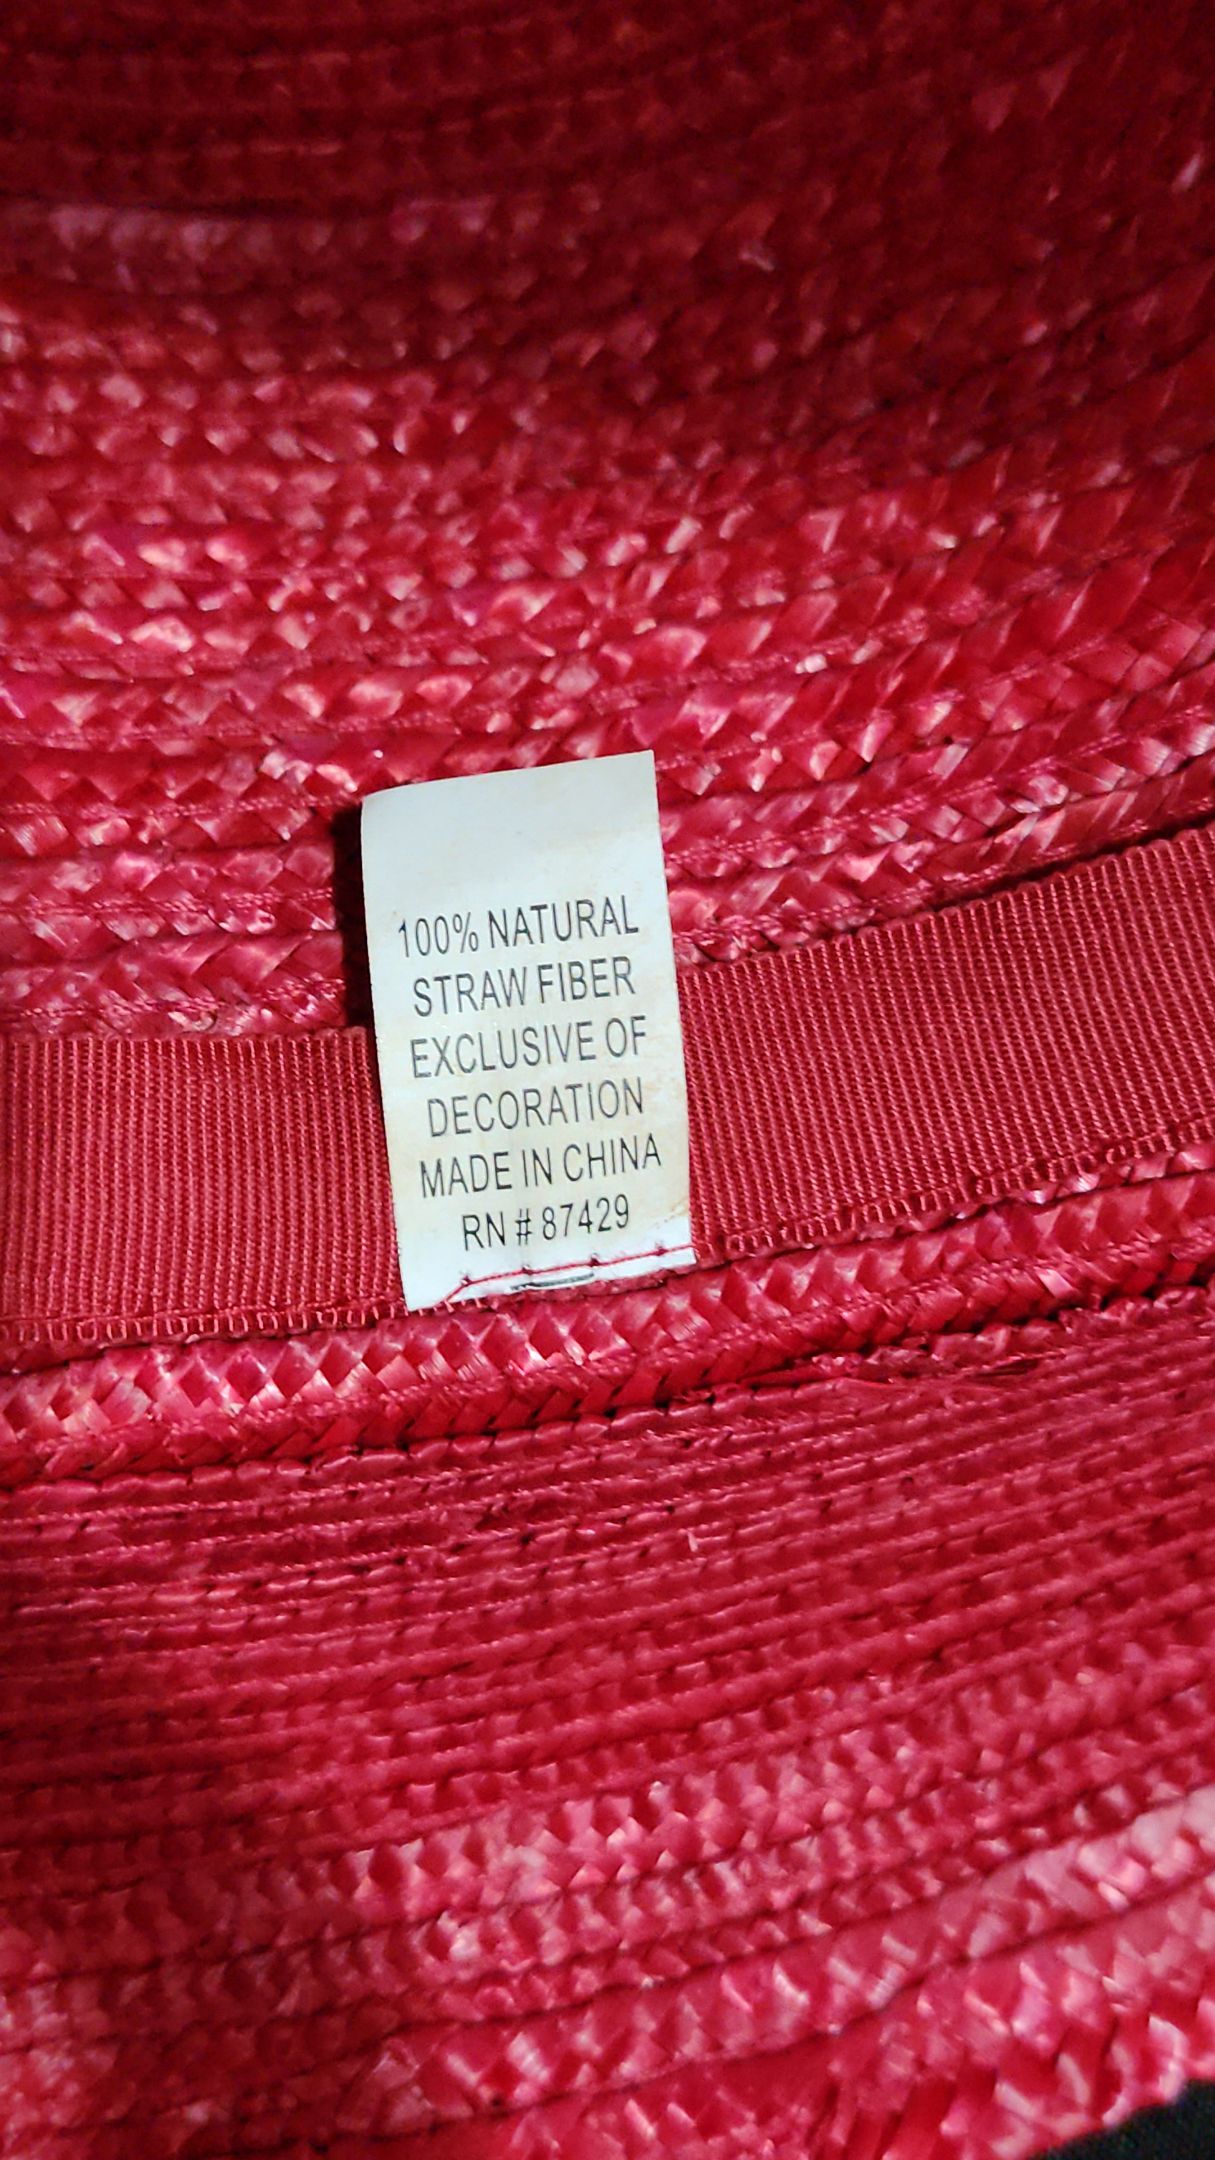 100% NATURAL
STRAW FIBER
EXCLUSIVE OF
DECORATION
MADE IN CHINA
RN # 87429